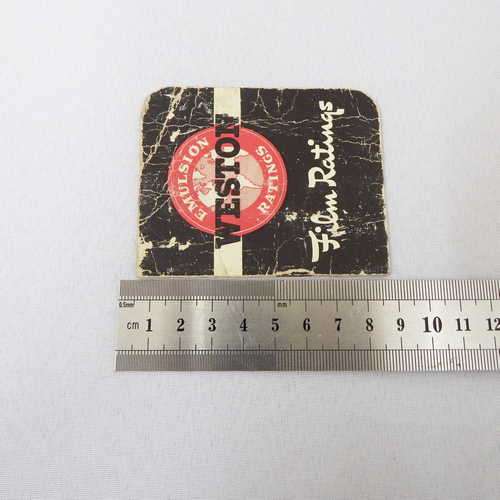 EMULSION
RATINGS
WESTON
Film Ratings
0.5mm
mm
cm 1 2 3 4 5 6 7 8 9 10 11 12